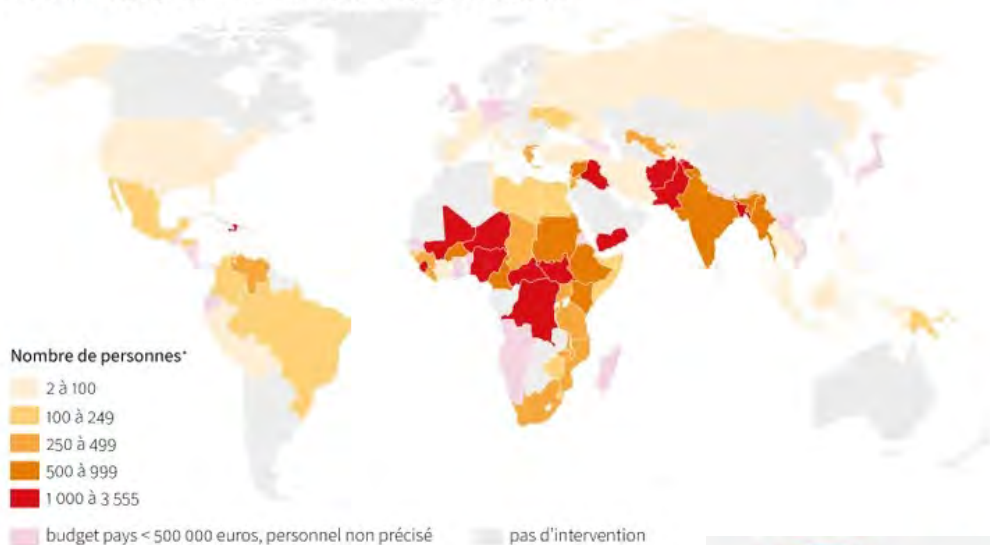 Nombre de personnes*
2 à 100
100 à 249
250 à 499
500 à 999
1 000 à 3 555
budget pays < 500 000 euros, personnel non précisé
pas d'intervention